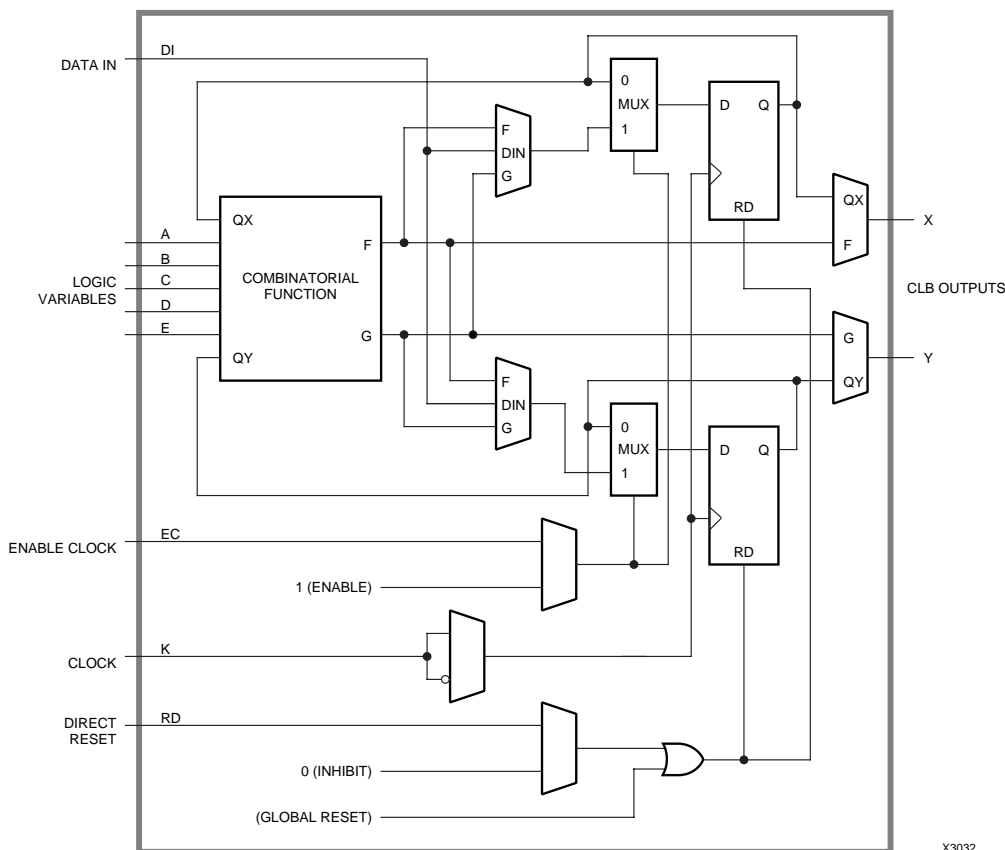 DI
DATA IN
0
MUX
1
D
Q
RD
F
DIN
G
QX
F
X
QX
A
B
LOGIC
VARIABLES
C
D
E
QY
COMBINATORIAL
FUNCTION
F
G
CLB OUTPUTS
G
QY
Y
F
DIN
G
0
MUX
1
D
Q
RD
ENABLE CLOCK
EC
1 (ENABLE)
CLOCK
K
DIRECT
RESET
RD
0 (INHIBIT)
(GLOBAL RESET)
X3032